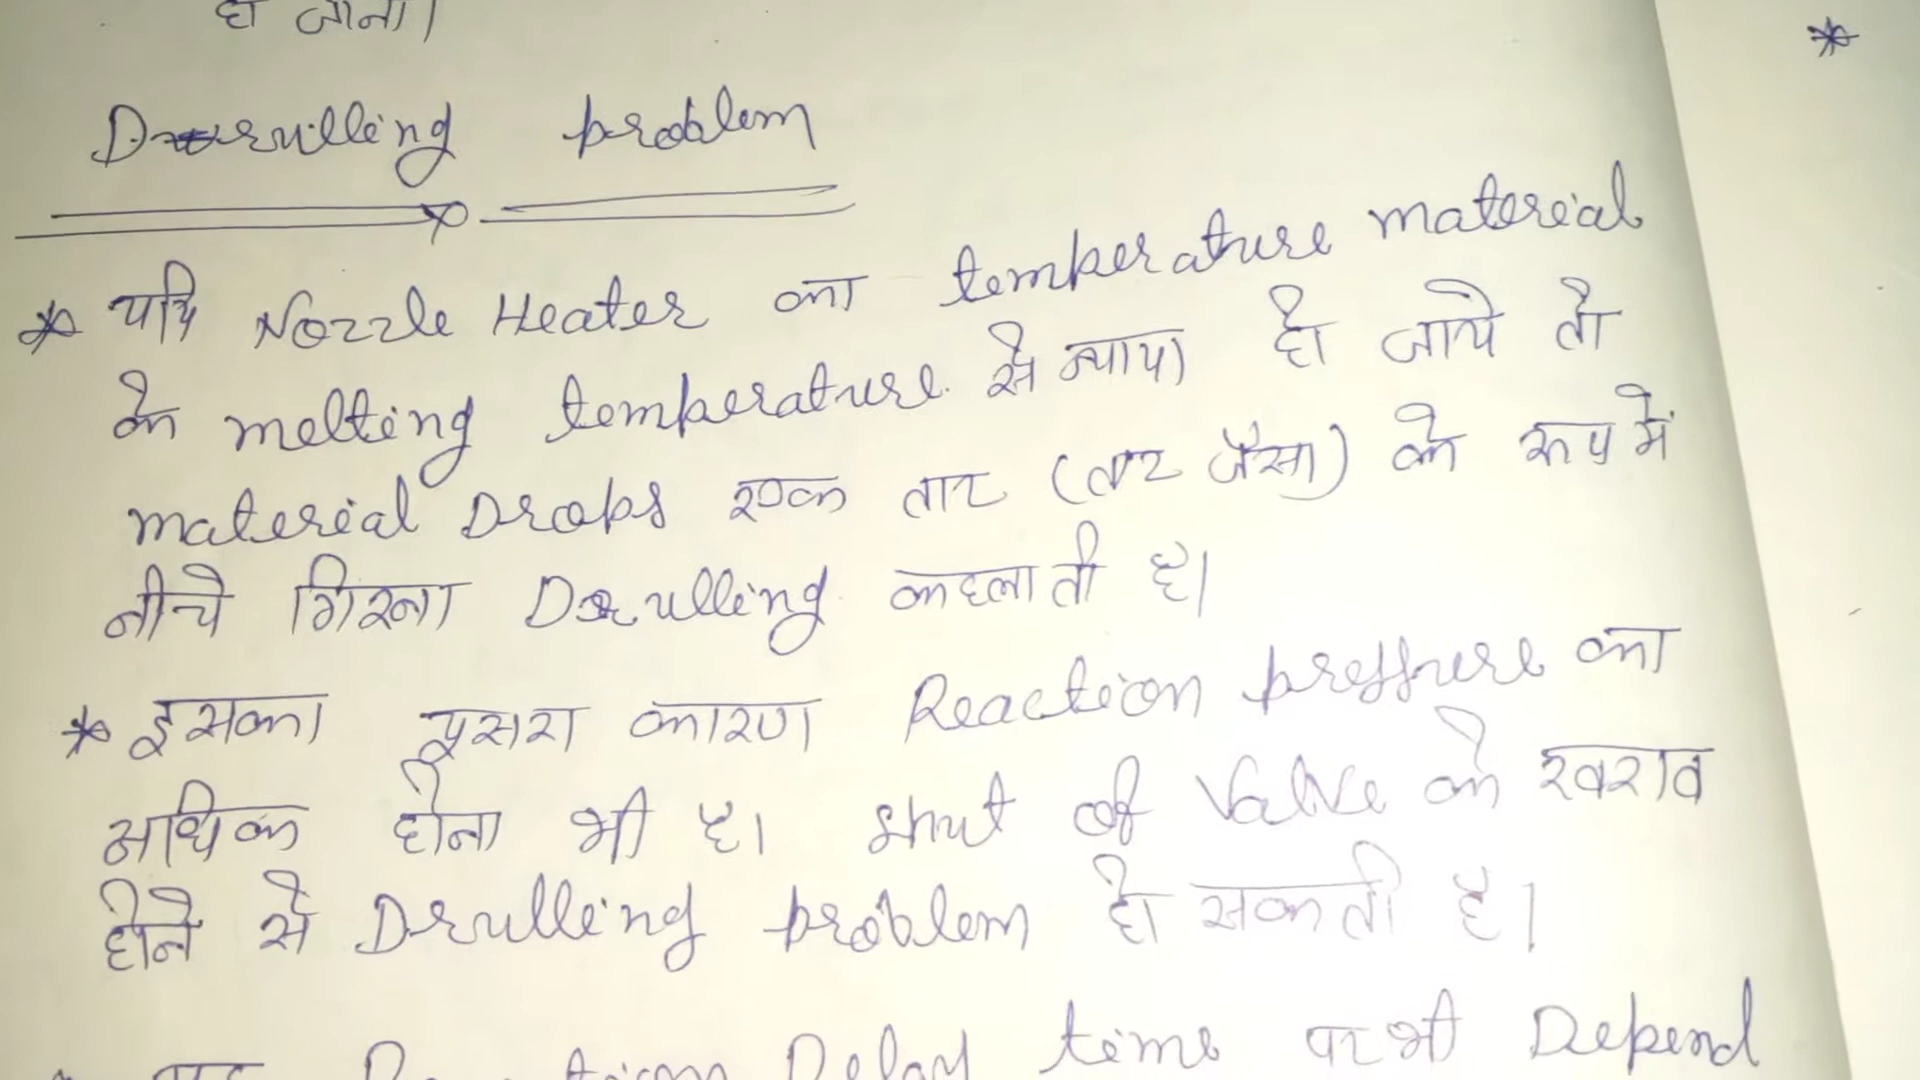 हो जाना।
Drulling problem
* यदि Nozzle Heater का temperature material
के melting temperature से ज्यादा हो जाये तो
material Drops एक तार (तार जैसा) के रूप में
नीचे गिरना Drulling कहलाती है।
* इसका दूसरा कारण Reaction pressure का
अधिक होना भी है। shut of Valve के खराब
होने से Drulling problem हो सकती है।
Delay time पर भी Depend
*